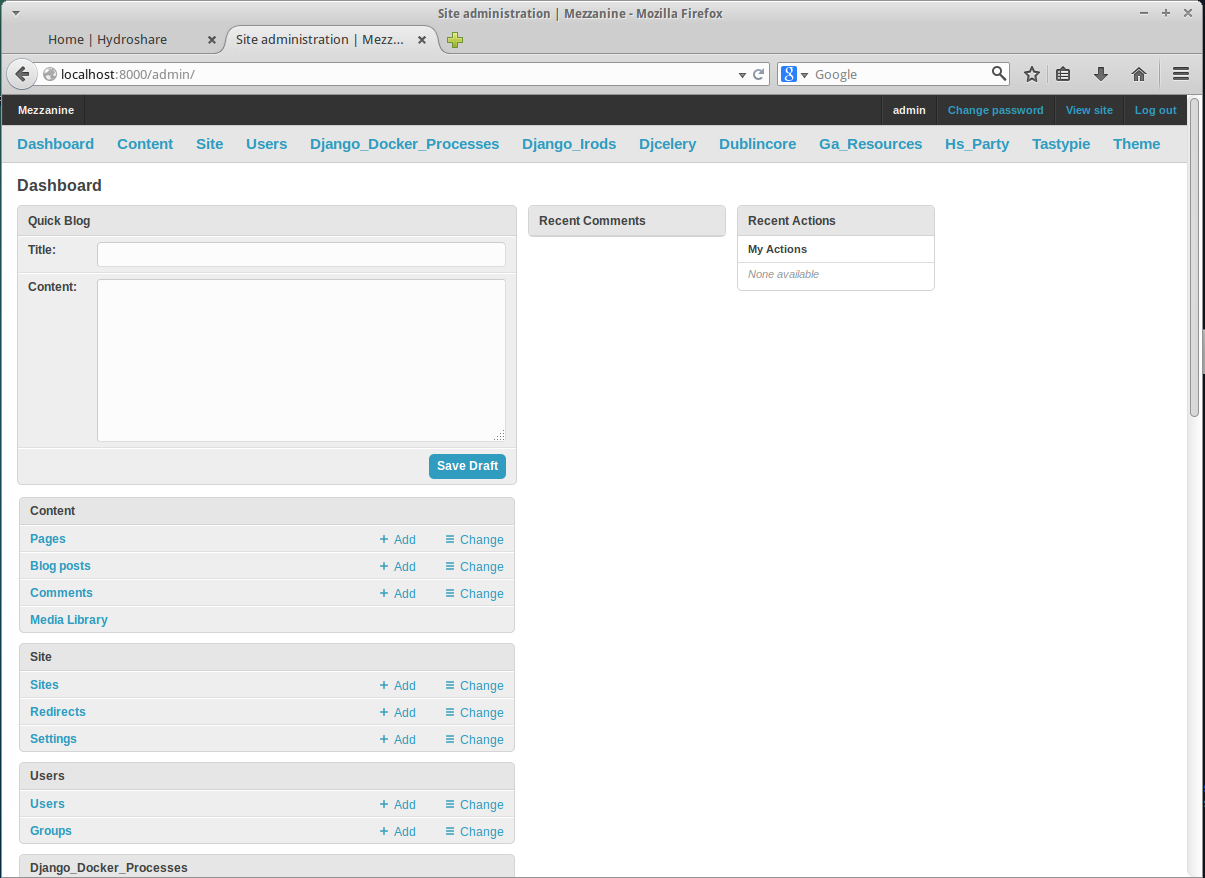 Site administration | Mezzanine - Mozilla Firefox
Home | Hydroshare Site administration | Mezz...
localhost:8000/admin/ 8 Google
Mezzanine admin Change password View site Log out
Dashboard Content Site Users Django_Docker_Processes Django_Irods Djcelery Dublincore Ga_Resources Hs_Party Tastypie Theme
Dashboard
Quick Blog
Title:
Content:
Save Draft
Recent Comments
Recent Actions
My Actions
None available
Content
Pages + Add Change
Blog posts + Add Change
Comments + Add Change
Media Library
Site
Sites + Add Change
Redirects + Add Change
Settings + Add Change
Users
Users + Add Change
Groups + Add Change
Django_Docker_Processes